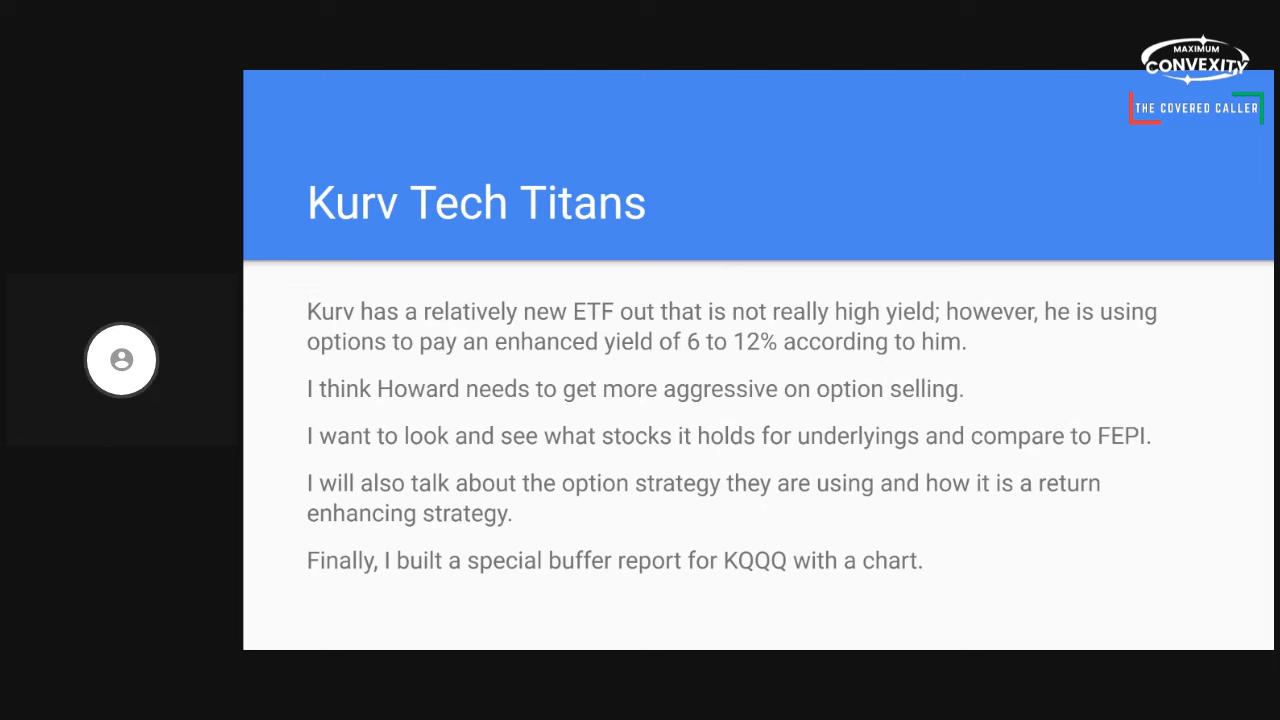 MAXIMUM
CONVEXITY
THE COVERED CALLER
Kurv Tech Titans
Kurv has a relatively new ETF out that is not really high yield; however, he is using
options to pay an enhanced yield of 6 to 12% according to him.
I think Howard needs to get more aggressive on option selling.
I want to look and see what stocks it holds for underlyings and compare to FEPI.
I will also talk about the option strategy they are using and how it is a return
enhancing strategy.
Finally, I built a special buffer report for KQQQ with a chart.